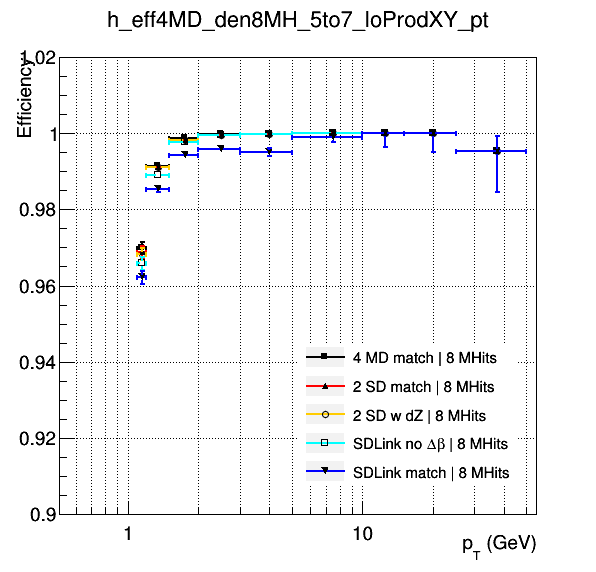 h_eff4MD_den8MH_5to7_loProdXY_pt
Efficiency
1.02
1
0.98
0.96
0.94
0.92
0.9
4 MD match | 8 MHits
2 SD match | 8 MHits
2 SD w dZ | 8 MHits
SDLink no Δβ | 8 MHits
SDLink match | 8 MHits
1
10
p_T (GeV)